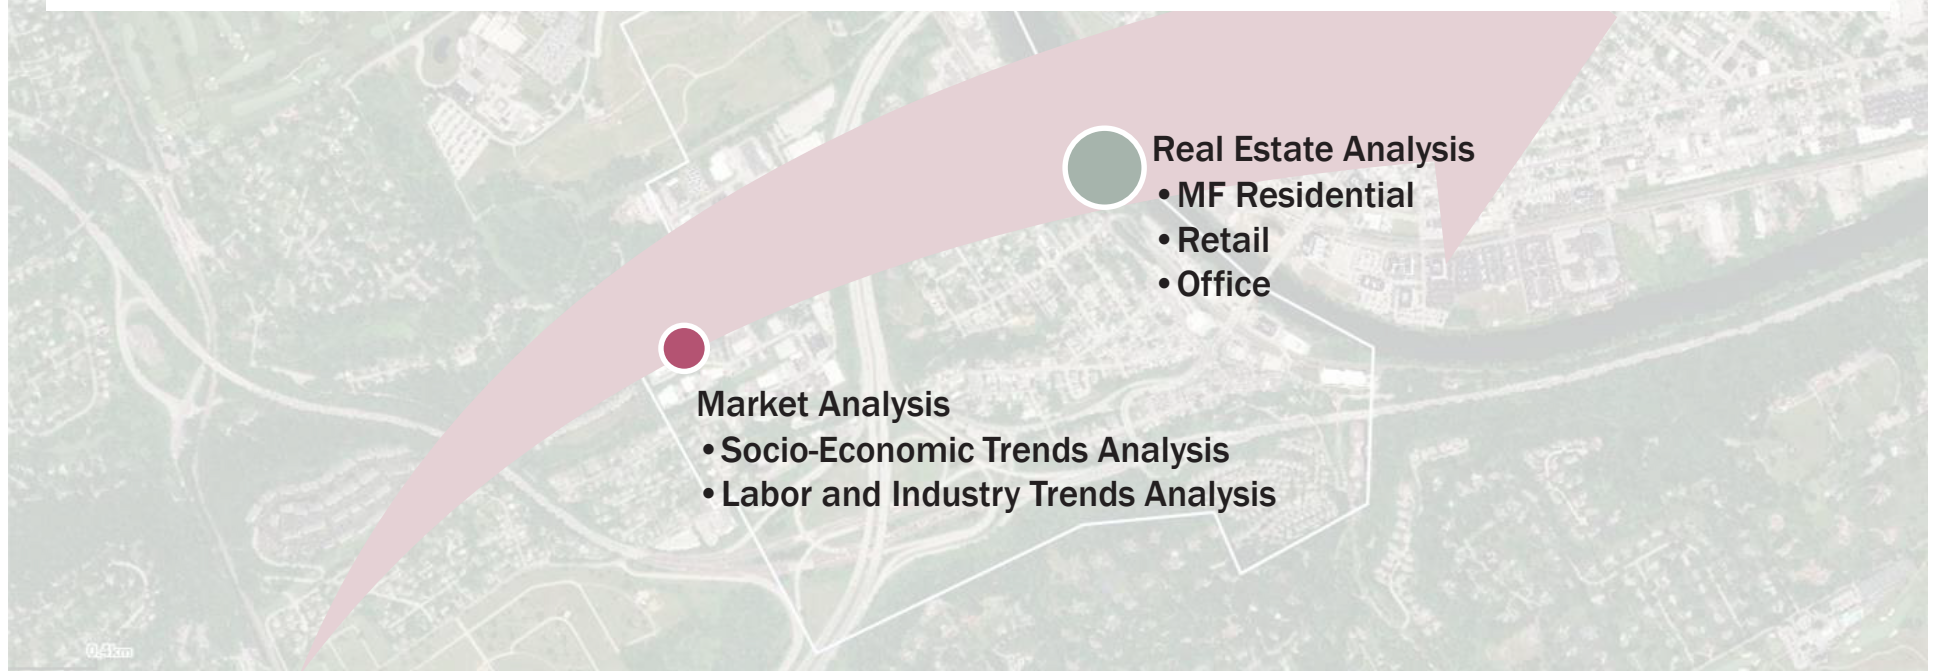 Real Estate Analysis
• MF Residential
• Retail
• Office
Market Analysis
• Socio-Economic Trends Analysis
• Labor and Industry Trends Analysis
0,4km